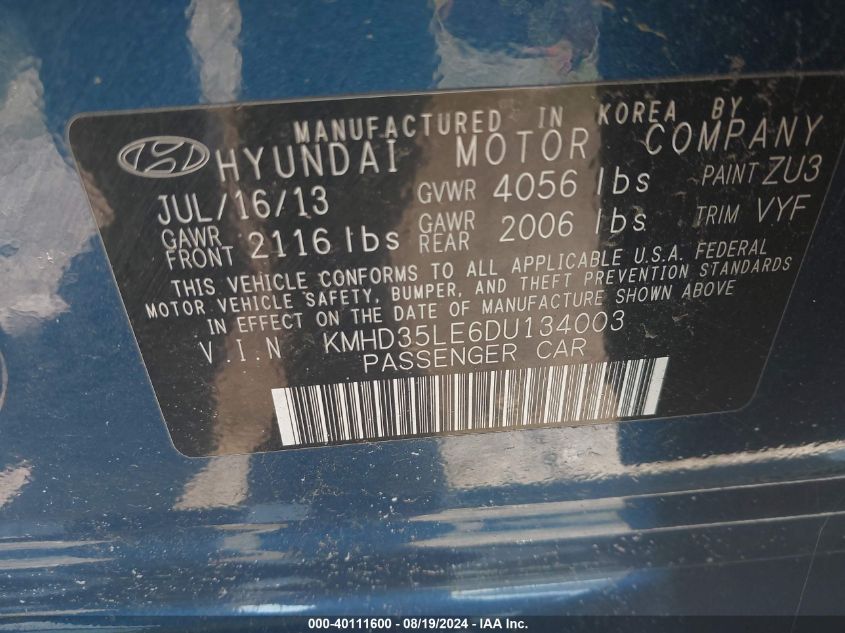 MANUFACTURED IN KOREA BY
HYUNDAI MOTOR COMPANY
JUL/16/13 GVWR 4056 lbs PAINT ZU3
GAWR FRONT 2116 lbs GAWR REAR 2006 lbs TRIM VYF
THIS VEHICLE CONFORMS TO ALL APPLICABLE U.S.A. FEDERAL
MOTOR VEHICLE SAFETY, BUMPER, AND THEFT PREVENTION STANDARDS
IN EFFECT ON THE DATE OF MANUFACTURE SHOWN ABOVE
V.I.N KMHD35LE6DU134003
PASSENGER CAR
000-40111600 - 08/19/2024 - IAA Inc.